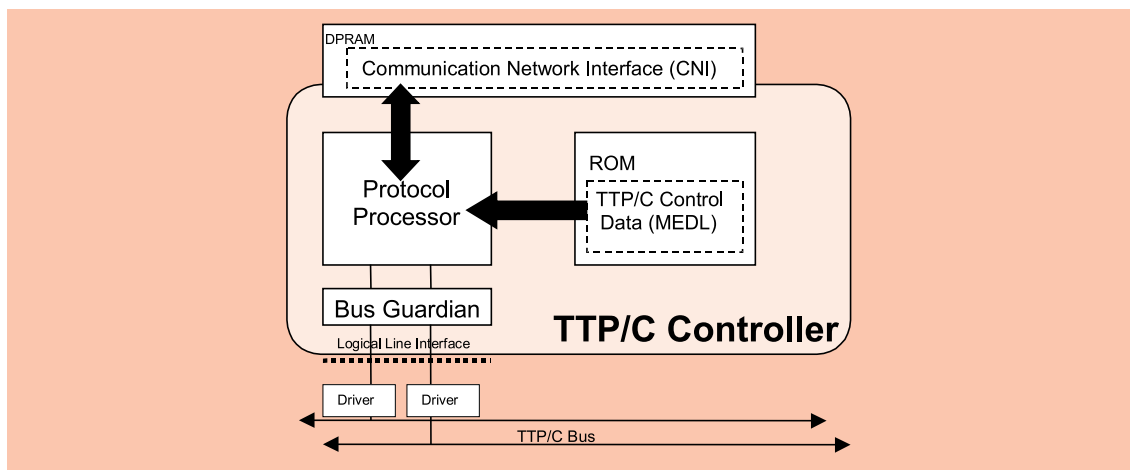 DPRAM
Communication Network Interface (CNI)
Protocol
Processor
ROM
TTP/C Control
Data (MEDL)
Bus Guardian
TTP/C Controller
Logical Line Interface
Driver
Driver
TTP/C Bus